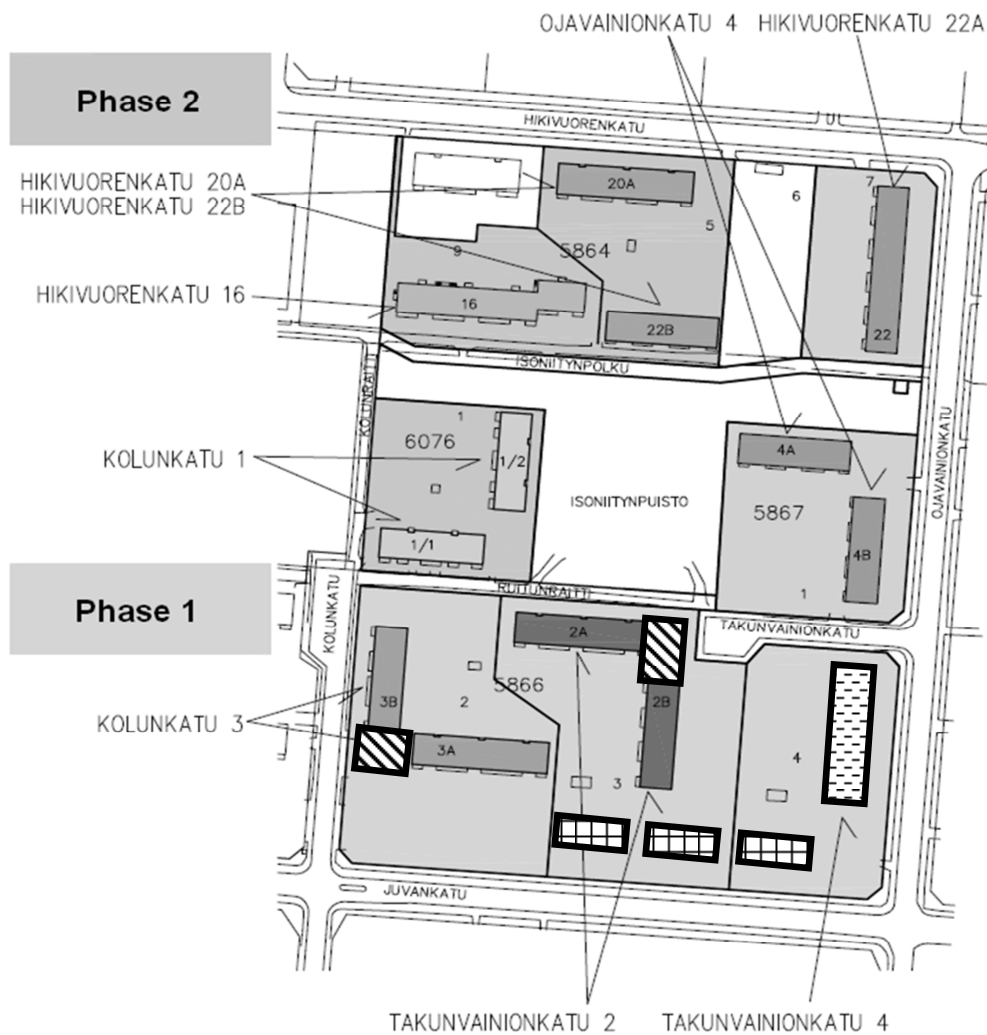 OJAVAINIONKATU 4 HIKIVUORENKATU 22A
Phase 2
HIKIVUORENKATU
HIKIVUORENKATU 20A
HIKIVUORENKATU 22B
20A
7
6
5
5864
9
HIKIVUORENKATU 16
16
22B
22
ISONIITYNPOLKU
KOLUNRAITTI
1
6076
1/2
KOLUNKATU 1
4A
ISONIITYNPUISTO
5867
OJAVAINIONKATU
1/1
4B
1
Phase 1
RUITUNRAITTI
KOLUNKATU
2A
TAKUNVAINIONKATU
5866
3B
2
2B
KOLUNKATU 3
3A
4
3
JUVANKATU
TAKUNVAINIONKATU 2 TAKUNVAINIONKATU 4